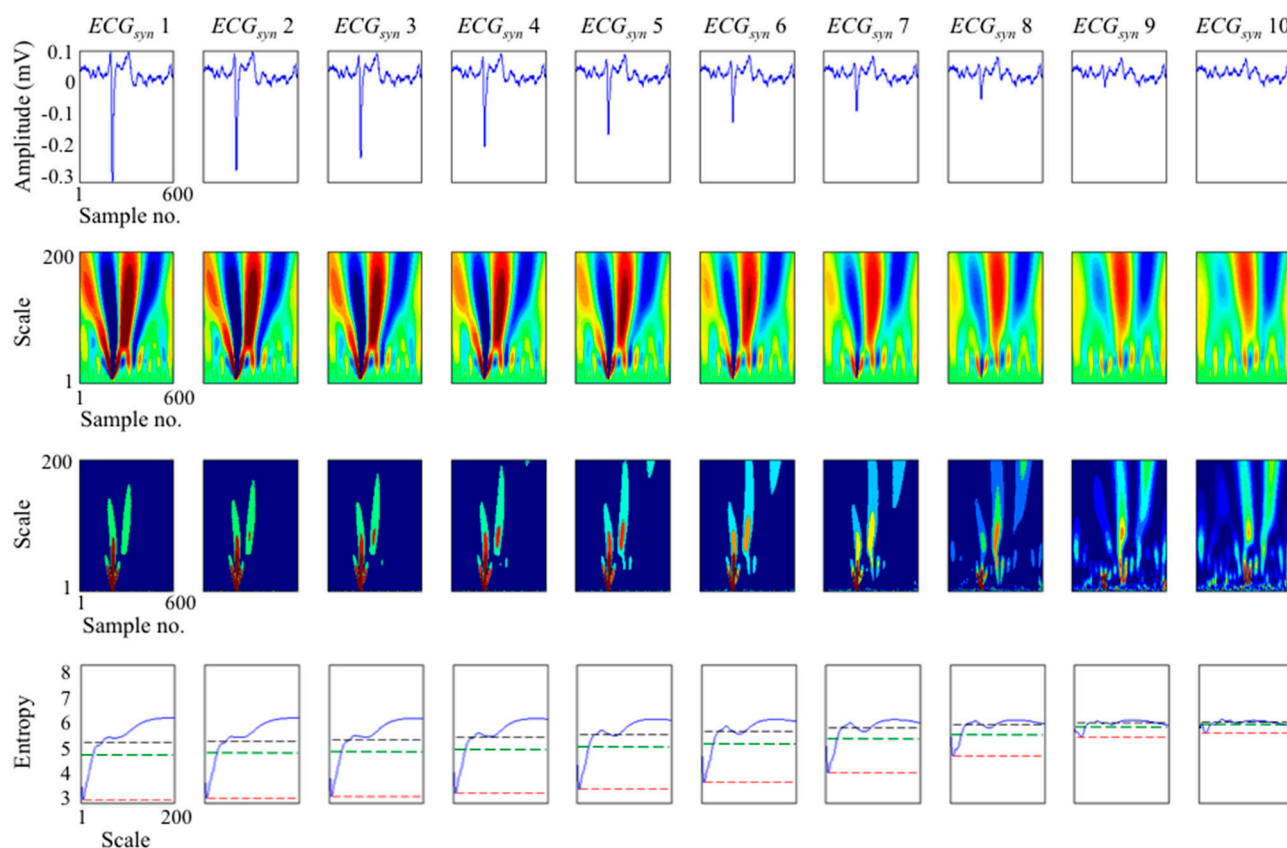 ECGsyn 1 ECGsyn 2 ECGsyn 3 ECGsyn 4 ECGsyn 5 ECGsyn 6 ECGsyn 7 ECGsyn 8 ECGsyn 9 ECGsyn 10
Amplitude (mV)
0.1
0
-0.1
-0.2
-0.3
1 600
Sample no.
Scale
200
1
1 600
Sample no.
Scale
200
1
1 600
Sample no.
Entropy
8
7
6
5
4
3
1 200
Scale